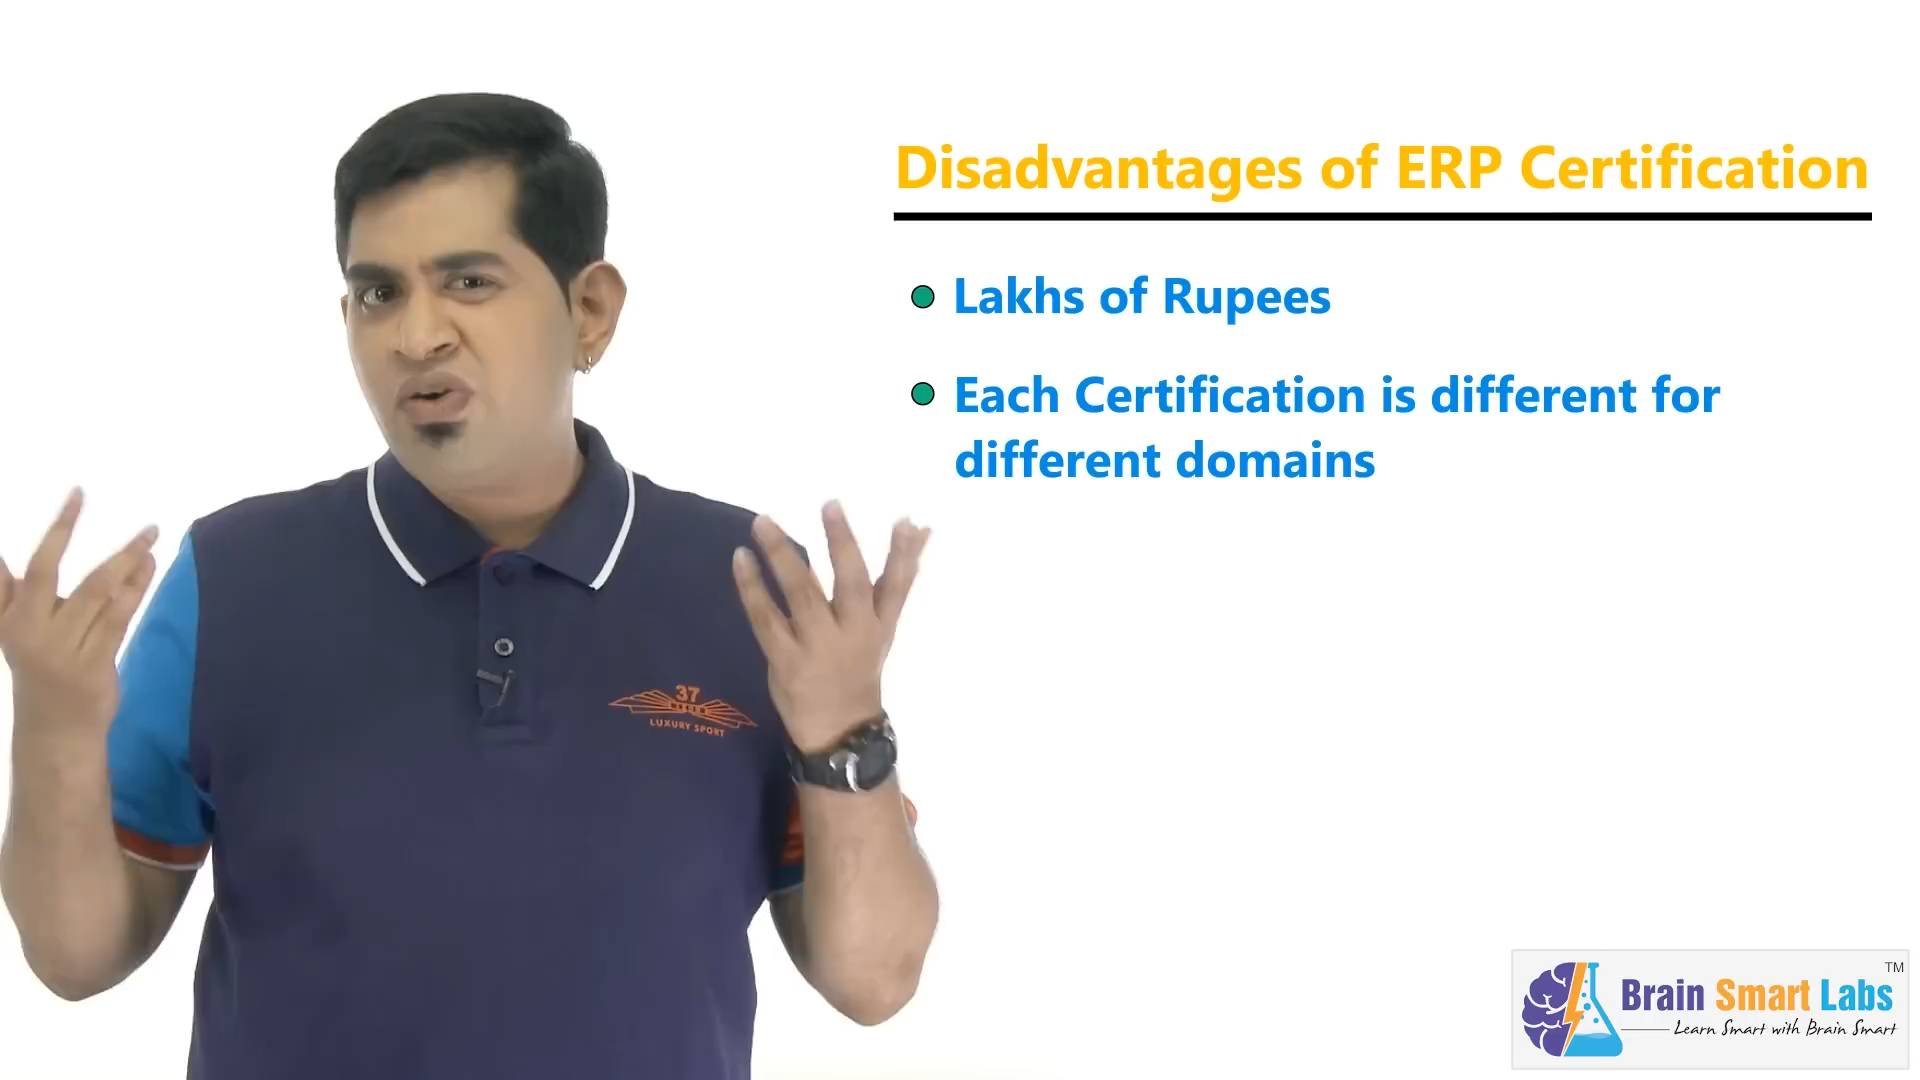 Disadvantages of ERP Certification
Lakhs of Rupees
Each Certification is different for
different domains
37
LUXURY SPORT
Brain Smart Labs TM
Learn Smart with Brain Smart